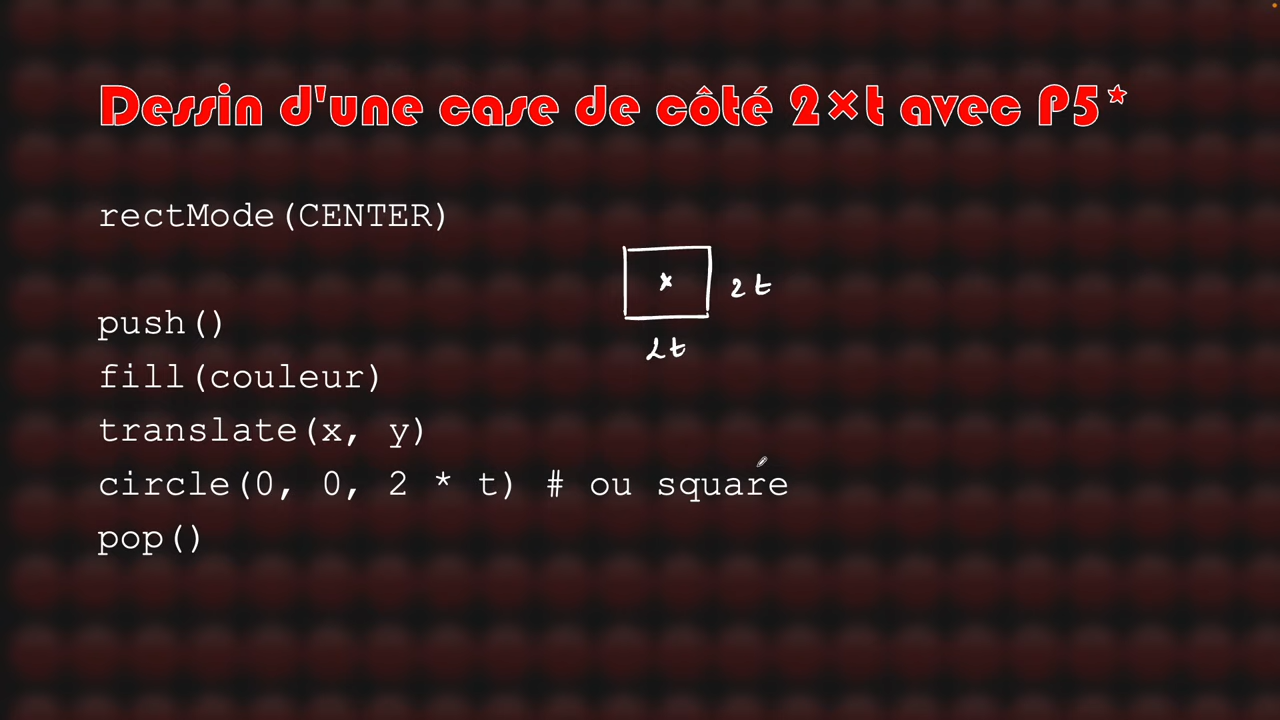 Dessin d'une case de côté 2×t avec P5*
rectMode(CENTER)
x
2t
2t
push()
fill(couleur)
translate(x, y)
circle(0, 0, 2 * t) # ou square
pop()